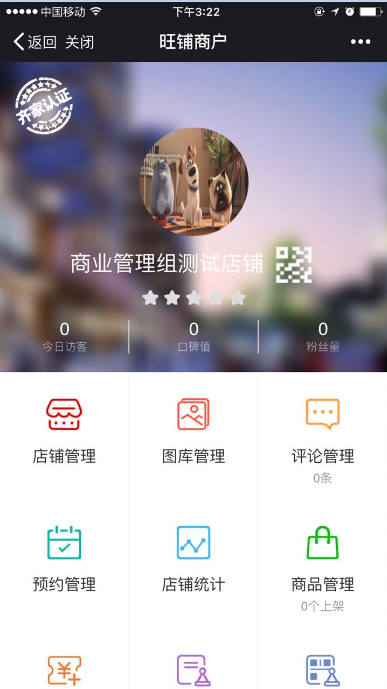 中国移动
下午3:22
返回 关闭
旺铺商户
齐家认证
商业管理组测试店铺
0
0
0
今日访客
口碑值
粉丝量
店铺管理
图库管理
评论管理
0条
预约管理
店铺统计
商品管理
0个上架
¥